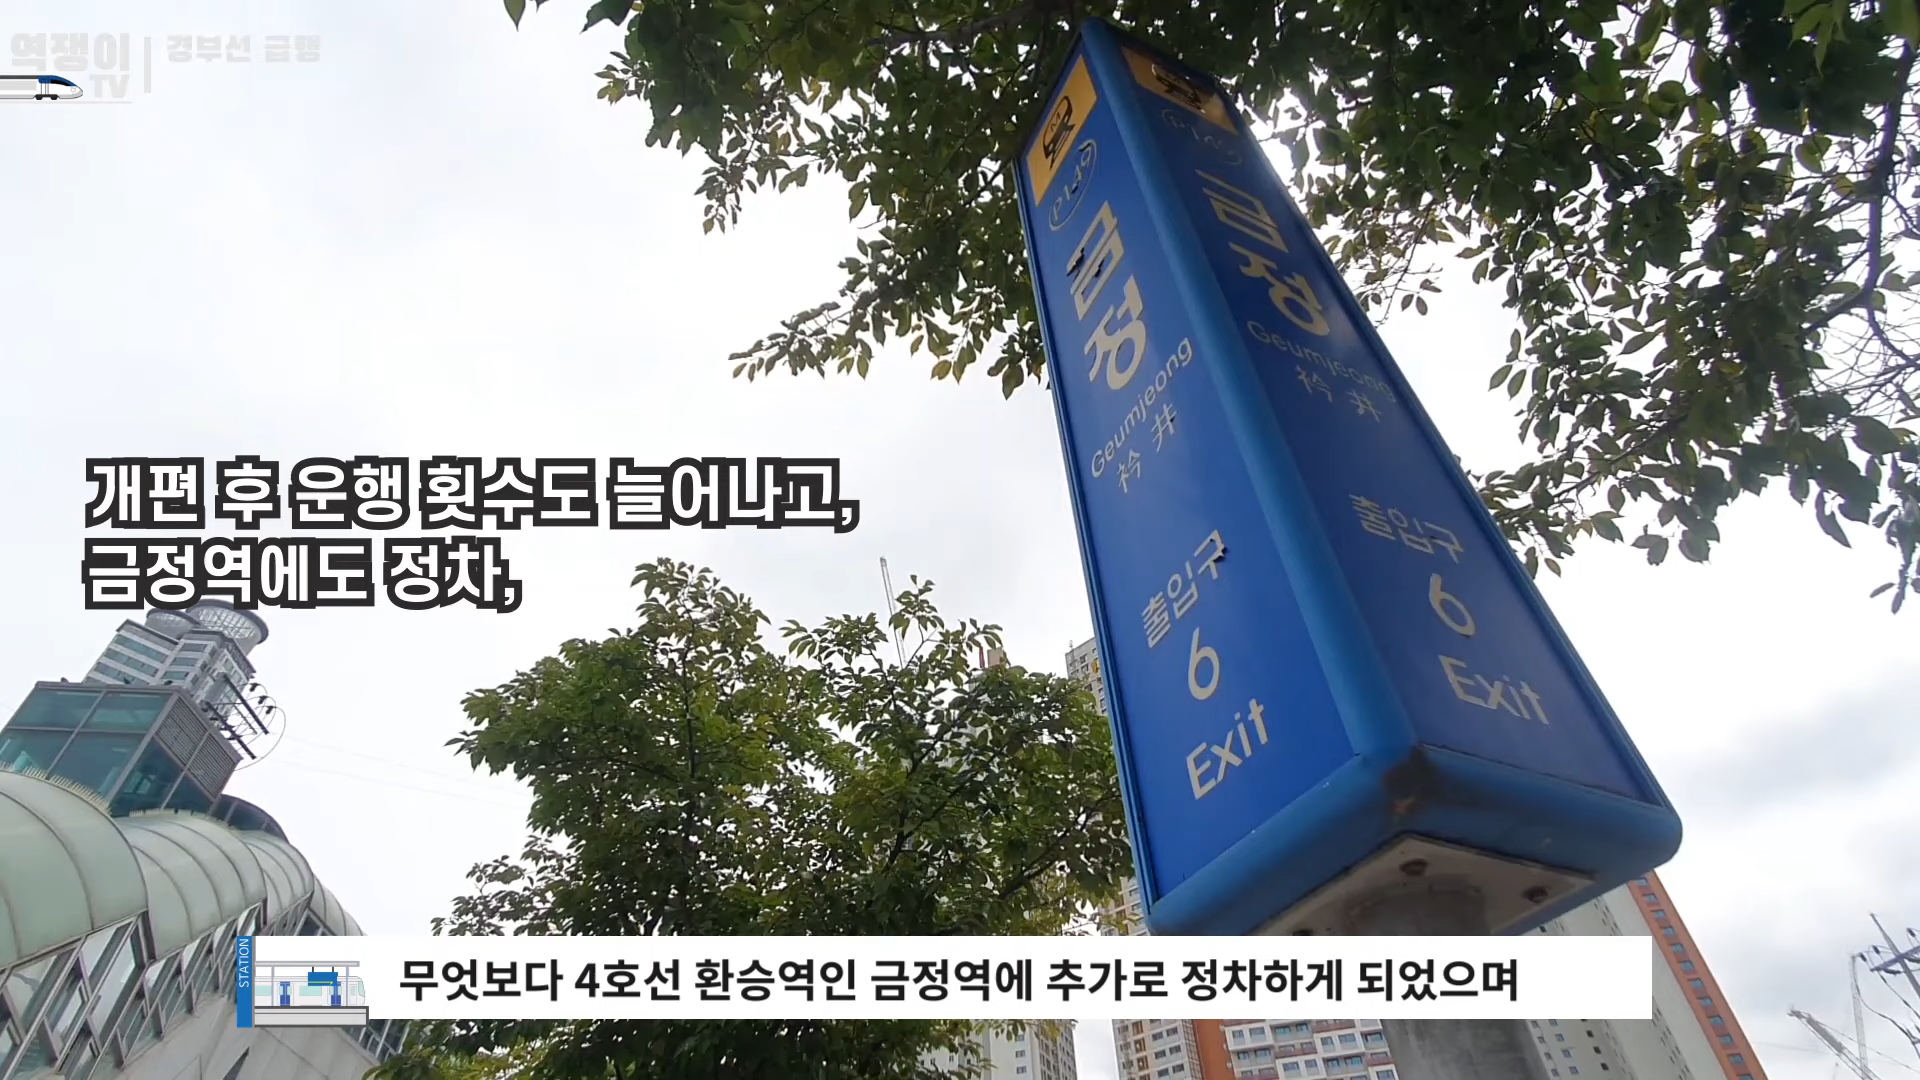 역쟁이
TV
경부선 급행
개편 후 운행 횟수도 늘어나고,
금정역에도 정차,
M
P149
금정
Geumjeong
衿井
출입구
6
Exit
금정
Geumjeong
衿井
출입구
6
Exit
STATION
무엇보다 4호선 환승역인 금정역에 추가로 정차하게 되었으며